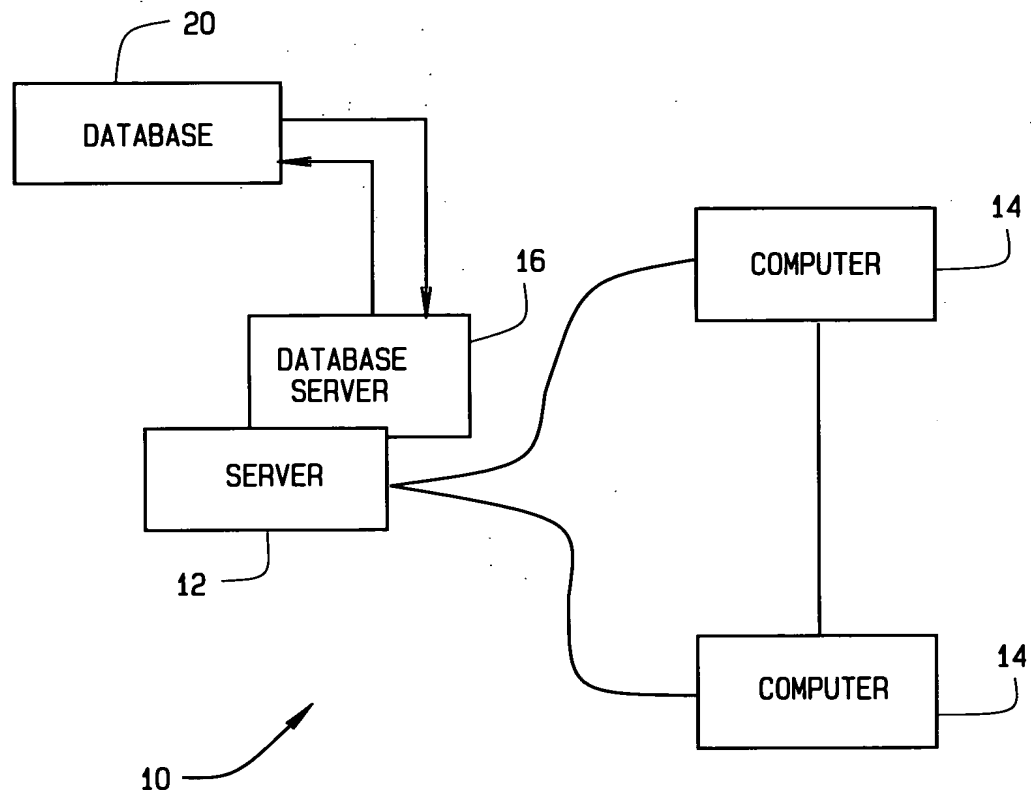 20
DATABASE
14
COMPUTER
16
DATABASE
SERVER
SERVER
12
14
COMPUTER
10